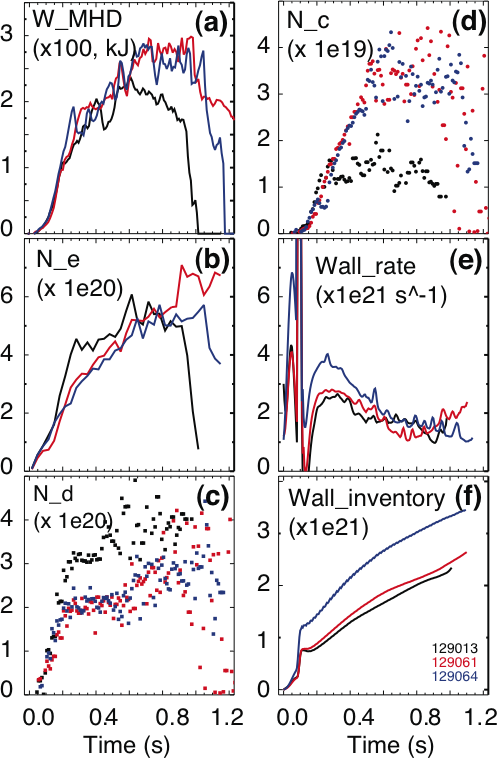 W_MHD (a)
(x100, kJ)
3
2
1
0
N_e (b)
(x 1e20)
6
4
2
0
N_d (c)
(x 1e20)
4
3
2
1
0
0.0 0.4 0.8 1.2
Time (s)
N_c (d)
(x 1e19)
4
3
2
1
0
Wall_rate (e)
(x1e21 s^-1)
6
4
2
0
Wall_inventory (f)
(x1e21)
3
2
1
0
129013
129061
129064
0.0 0.4 0.8 1.2
Time (s)